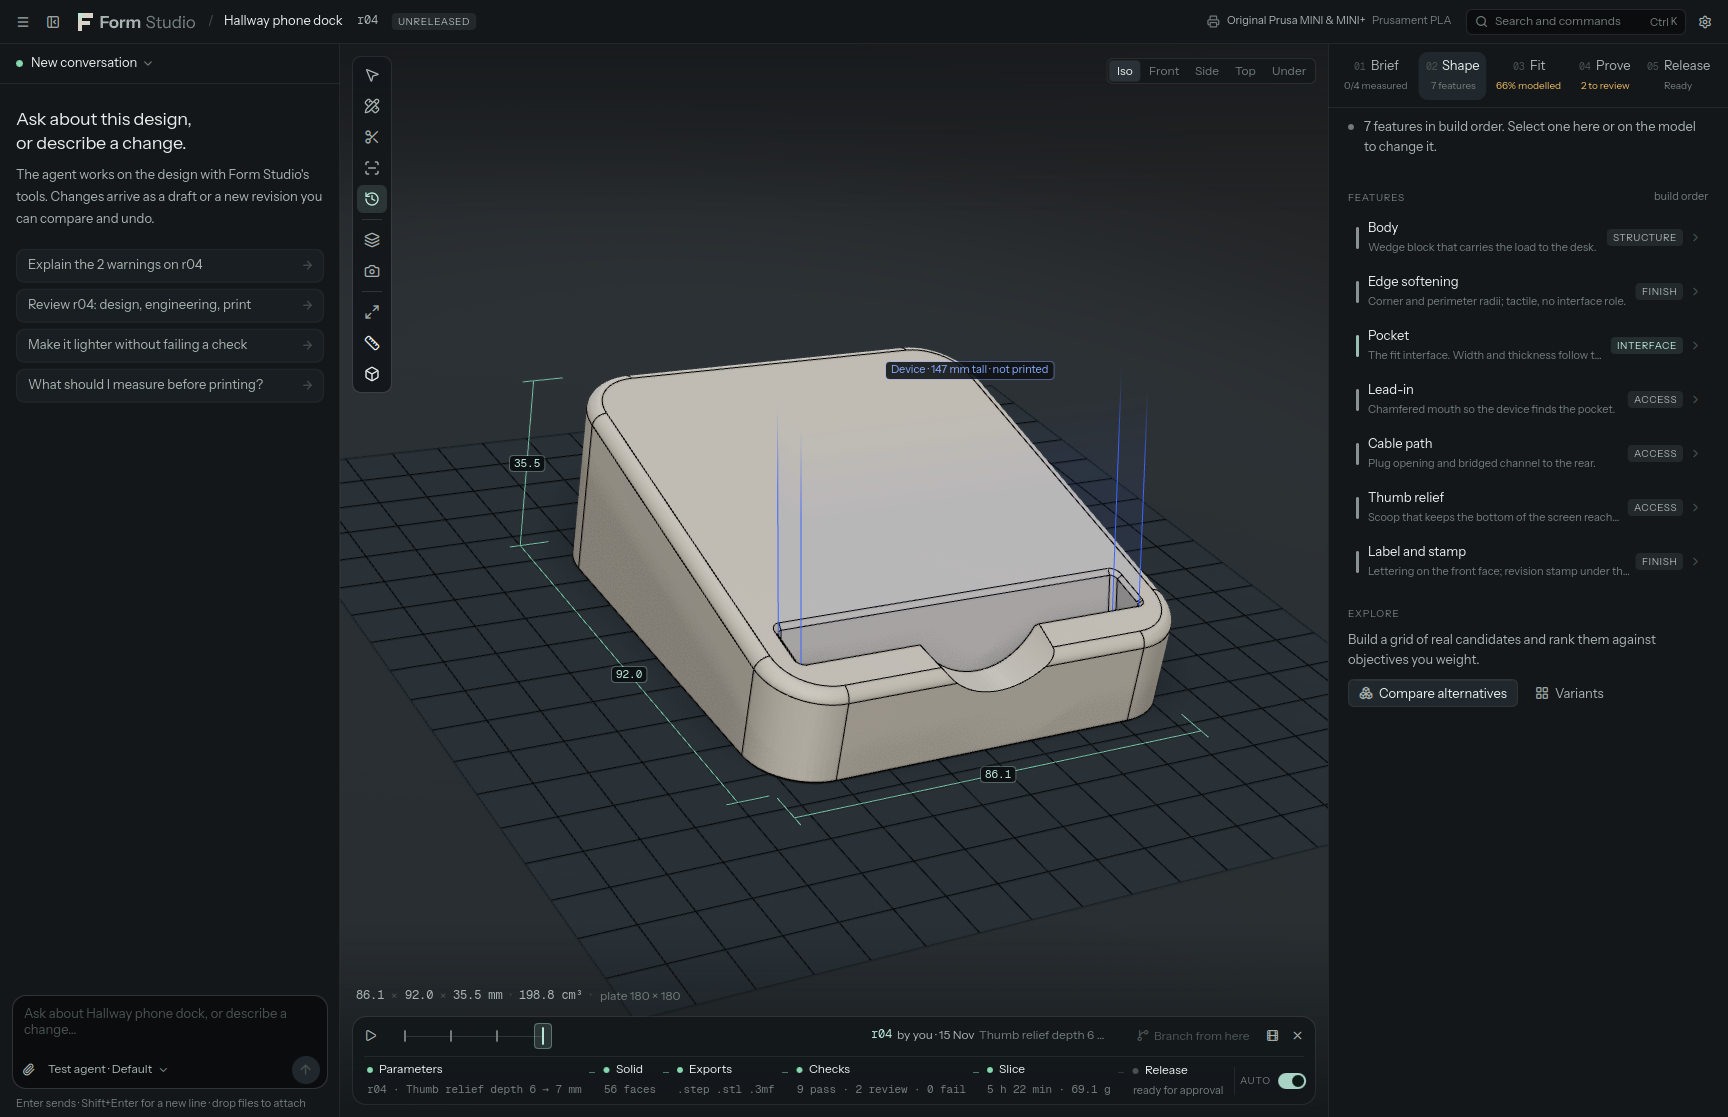 Form Studio / Hallway phone dock r04 UNRELEASED
Original Prusa MINI & MINI+ Prusament PLA
Search and commands Ctrl K
New conversation
Ask about this design,
or describe a change.
The agent works on the design with Form Studio's
tools. Changes arrive as a draft or a new revision you
can compare and undo.
Explain the 2 warnings on r04
Review r04: design, engineering, print
Make it lighter without failing a check
What should I measure before printing?
Ask about Hallway phone dock, or describe a
change...
Test agent · Default
Enter sends · Shift+Enter for a new line · drop files to attach
Iso Front Side Top Under
Device · 147 mm tall · not printed
35.5
92.0
86.1
86.1 × 92.0 × 35.5 mm · 198.8 cm³ · plate 180 × 180
r04 by you · 15 Nov Thumb relief depth 6 ...
Branch from here
Parameters
r04 · Thumb relief depth 6 → 7 mm
Solid
56 faces
Exports
.step .stl .3mf
Checks
9 pass · 2 review · 0 fail
Slice
5 h 22 min · 69.1 g
Release
ready for approval
AUTO
01 Brief
0/4 measured
02 Shape
7 features
03 Fit
66% modelled
04 Prove
2 to review
05 Release
Ready
7 features in build order. Select one here or on the model
to change it.
FEATURES
build order
Body
Wedge block that carries the load to the desk.
STRUCTURE
Edge softening
Corner and perimeter radii; tactile, no interface role.
FINISH
Pocket
The fit interface. Width and thickness follow t...
INTERFACE
Lead-in
Chamfered mouth so the device finds the pocket.
ACCESS
Cable path
Plug opening and bridged channel to the rear.
ACCESS
Thumb relief
Scoop that keeps the bottom of the screen reach...
ACCESS
Label and stamp
Lettering on the front face; revision stamp under th...
FINISH
EXPLORE
Build a grid of real candidates and rank them against
objectives you weight.
Compare alternatives
Variants